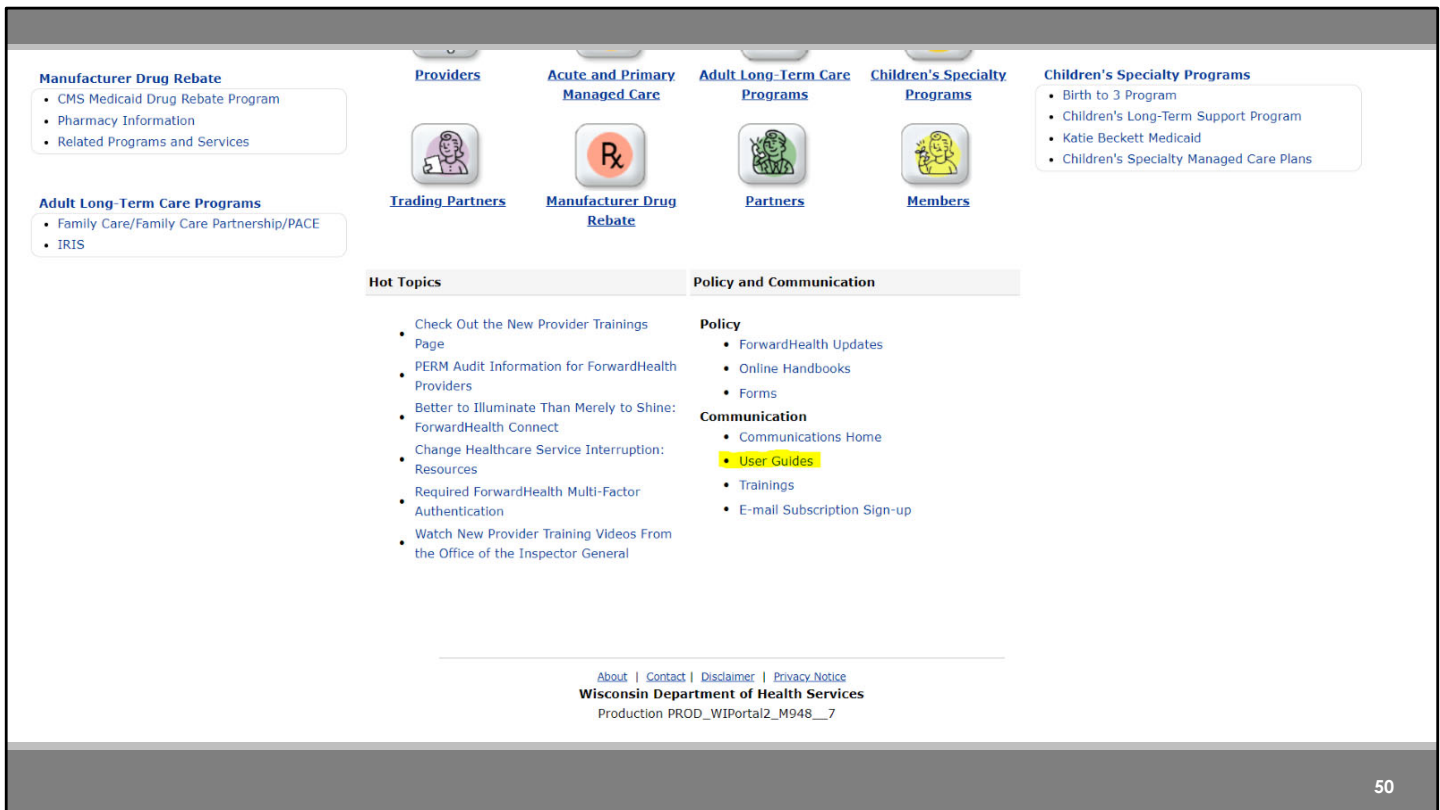 Manufacturer Drug Rebate
• CMS Medicaid Drug Rebate Program
• Pharmacy Information
• Related Programs and Services
Adult Long-Term Care Programs
• Family Care/Family Care Partnership/PACE
• IRIS
Providers
Acute and Primary
Managed Care
Adult Long-Term Care
Programs
Children's Specialty
Programs
Rx
Trading Partners
Manufacturer Drug
Rebate
Partners
Members
Children's Specialty Programs
• Birth to 3 Program
• Children's Long-Term Support Program
• Katie Beckett Medicaid
• Children's Specialty Managed Care Plans
Hot Topics
• Check Out the New Provider Trainings
Page
• PERM Audit Information for ForwardHealth
Providers
• Better to Illuminate Than Merely to Shine:
ForwardHealth Connect
• Change Healthcare Service Interruption:
Resources
• Required ForwardHealth Multi-Factor
Authentication
• Watch New Provider Training Videos From
the Office of the Inspector General
Policy and Communication
Policy
• ForwardHealth Updates
• Online Handbooks
• Forms
Communication
• Communications Home
• User Guides
• Trainings
• E-mail Subscription Sign-up
About | Contact | Disclaimer | Privacy Notice
Wisconsin Department of Health Services
Production PROD_WIPortal2_M948__7
50